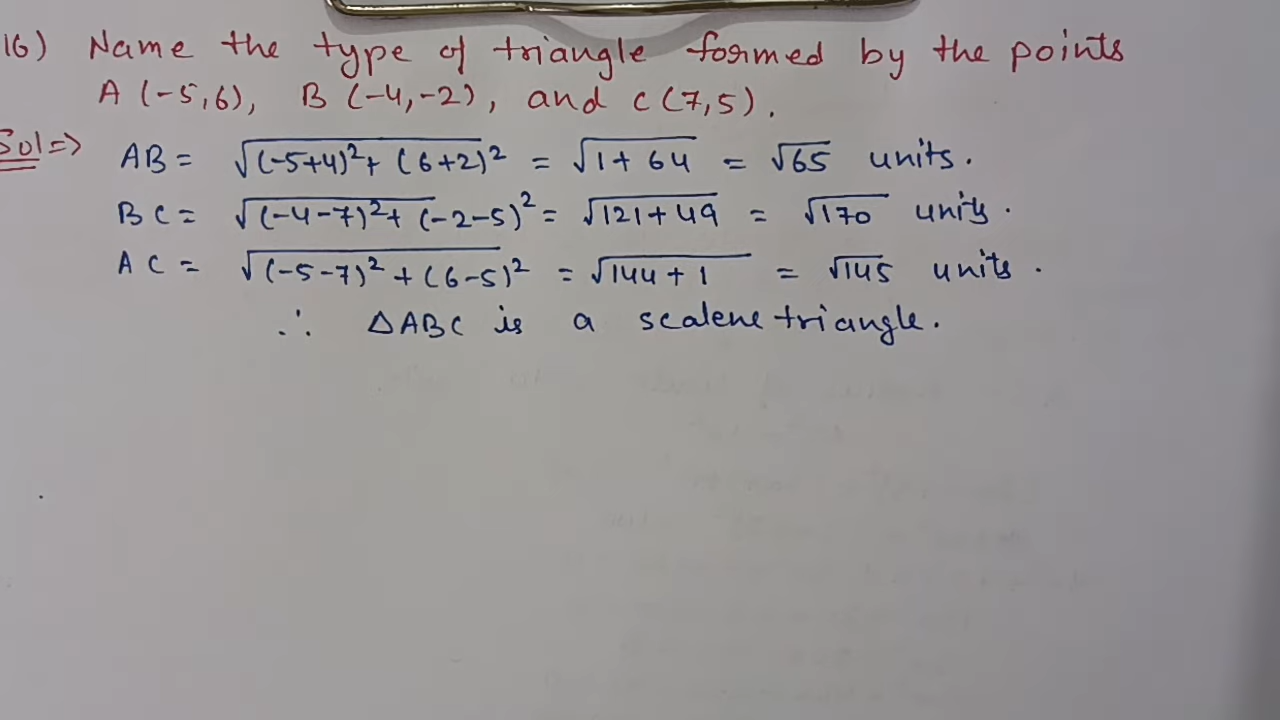 16) Name the type of triangle formed by the points
A (-5,6), B (-4,-2), and C (7,5).
Sol=> AB = √(-5+4)²+(6+2)² = √1+64 = √65 units.
BC = √(-4-7)²+(-2-5)² = √121+49 = √170 units.
AC = √(-5-7)²+(6-5)² = √144+1 = √145 units.
∴ △ABC is a scalene triangle.